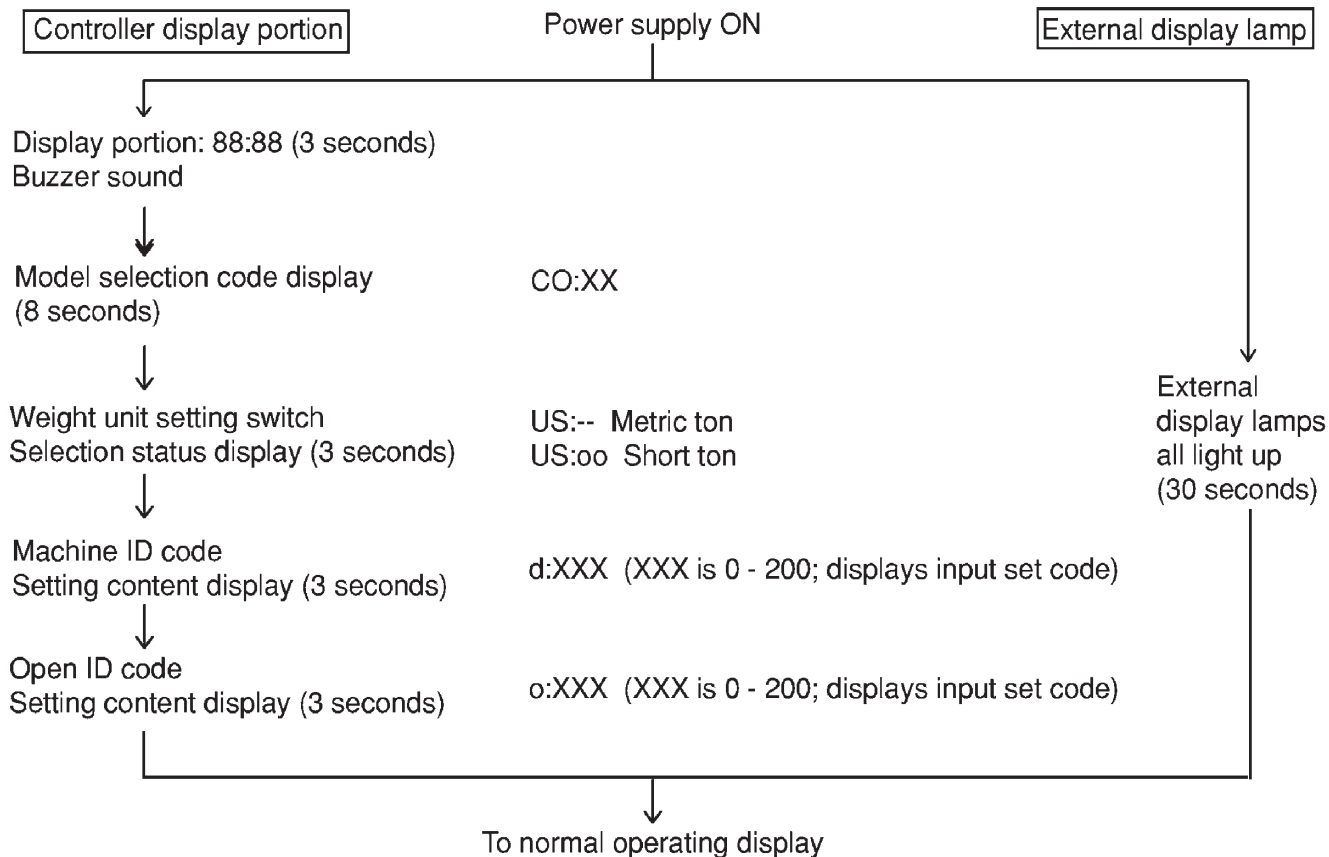 Controller display portion
Power supply ON
External display lamp
Display portion: 88:88 (3 seconds)
Buzzer sound
Model selection code display
(8 seconds)
CO:XX
Weight unit setting switch
Selection status display (3 seconds)
US:-- Metric ton
US:oo Short ton
External
display lamps
all light up
(30 seconds)
Machine ID code
Setting content display (3 seconds)
d:XXX (XXX is 0 - 200; displays input set code)
Open ID code
Setting content display (3 seconds)
o:XXX (XXX is 0 - 200; displays input set code)
To normal operating display